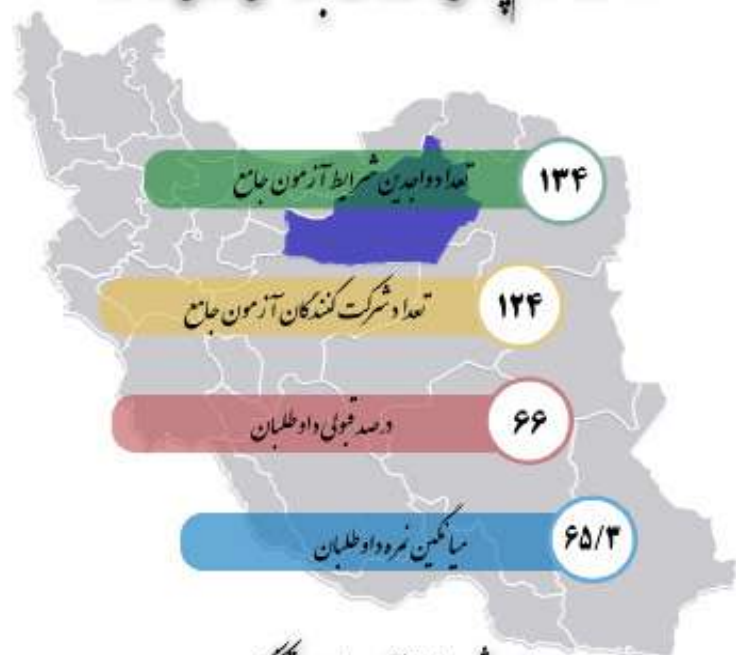 ۱۳۴ تعداد واجدین شرایط آزمون جامع
۱۲۴ تعداد شرکت کنندگان آزمون جامع
۶۶ درصد قبولی داوطلبان
۶۵/۳ میانگین نمره داوطلبان